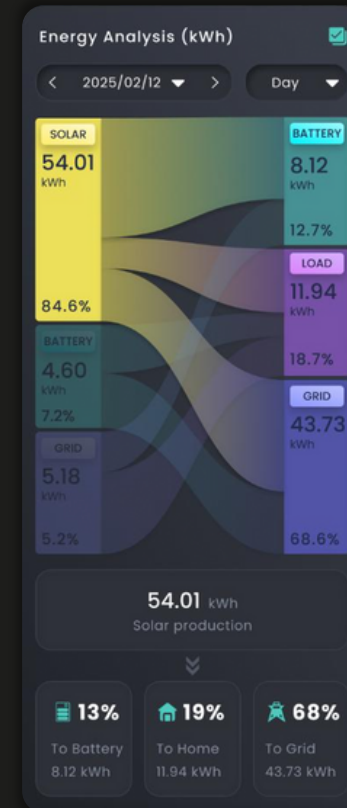 Energy Analysis (kWh)
< 2025/02/12 >
Day
SOLAR
54.01
kWh
84.6%
BATTERY
4.60
kWh
7.2%
GRID
5.18
kWh
5.2%
BATTERY
8.12
kWh
12.7%
LOAD
11.94
kWh
18.7%
GRID
43.73
kWh
68.6%
54.01 kWh
Solar production
13%
To Battery
8.12 kWh
19%
To Home
11.94 kWh
68%
To Grid
43.73 kWh